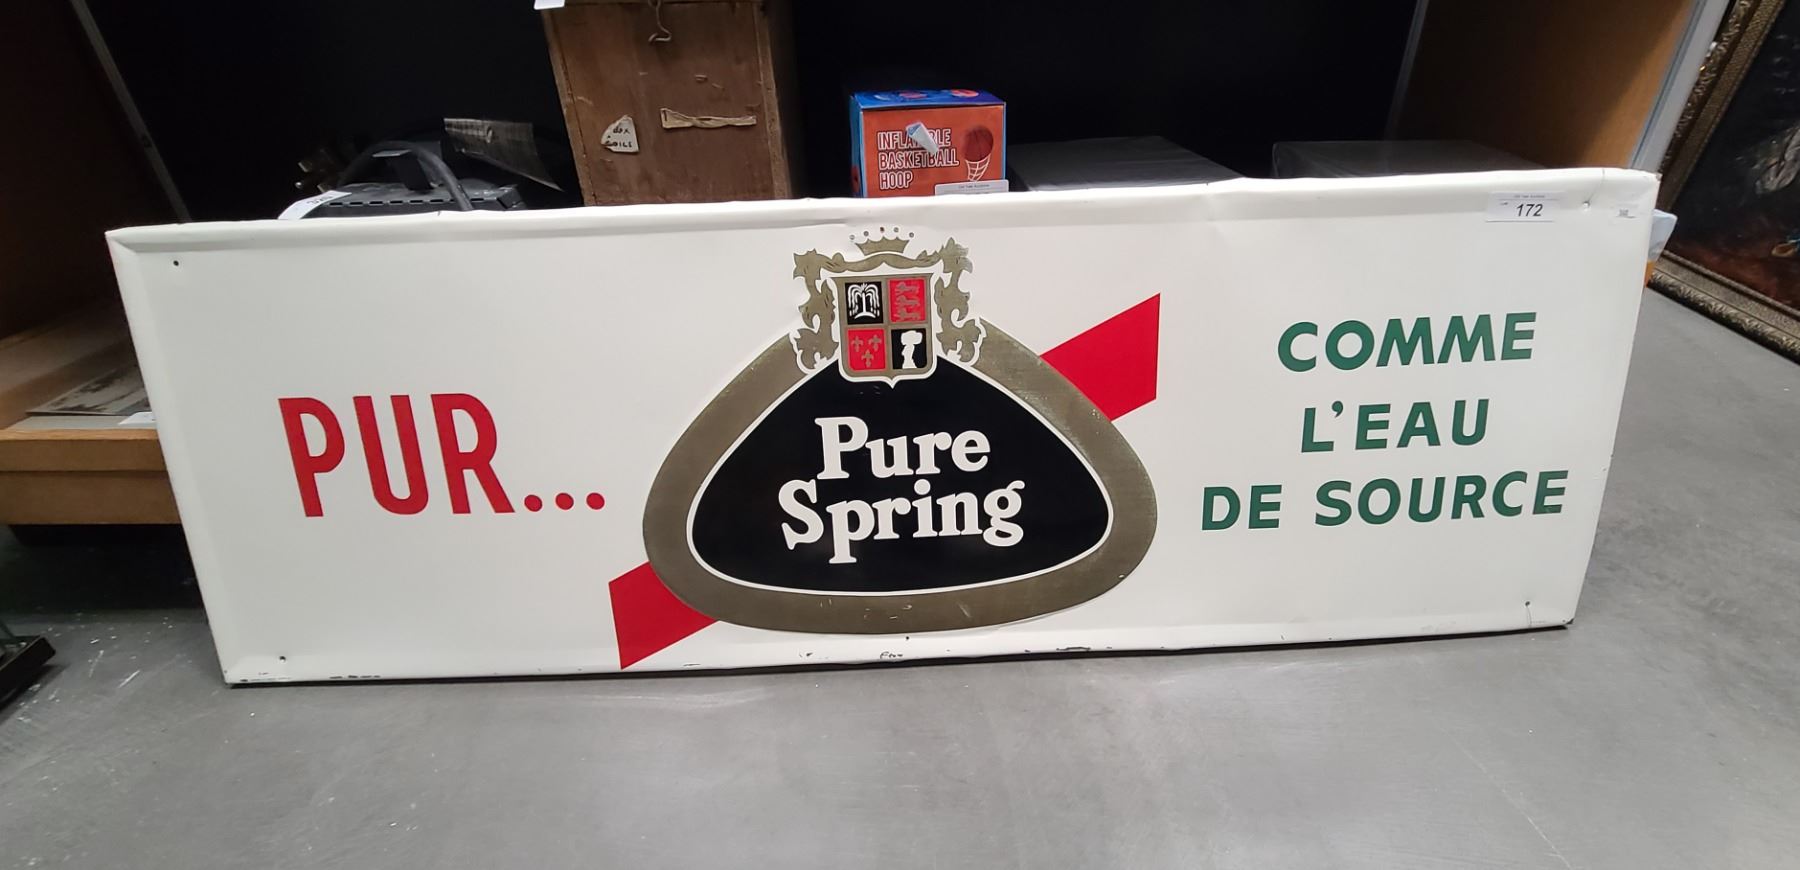 INFLATABLE
BASKETBALL
HOOP
172
PUR...
Pure
Spring
COMME
L'EAU
DE SOURCE